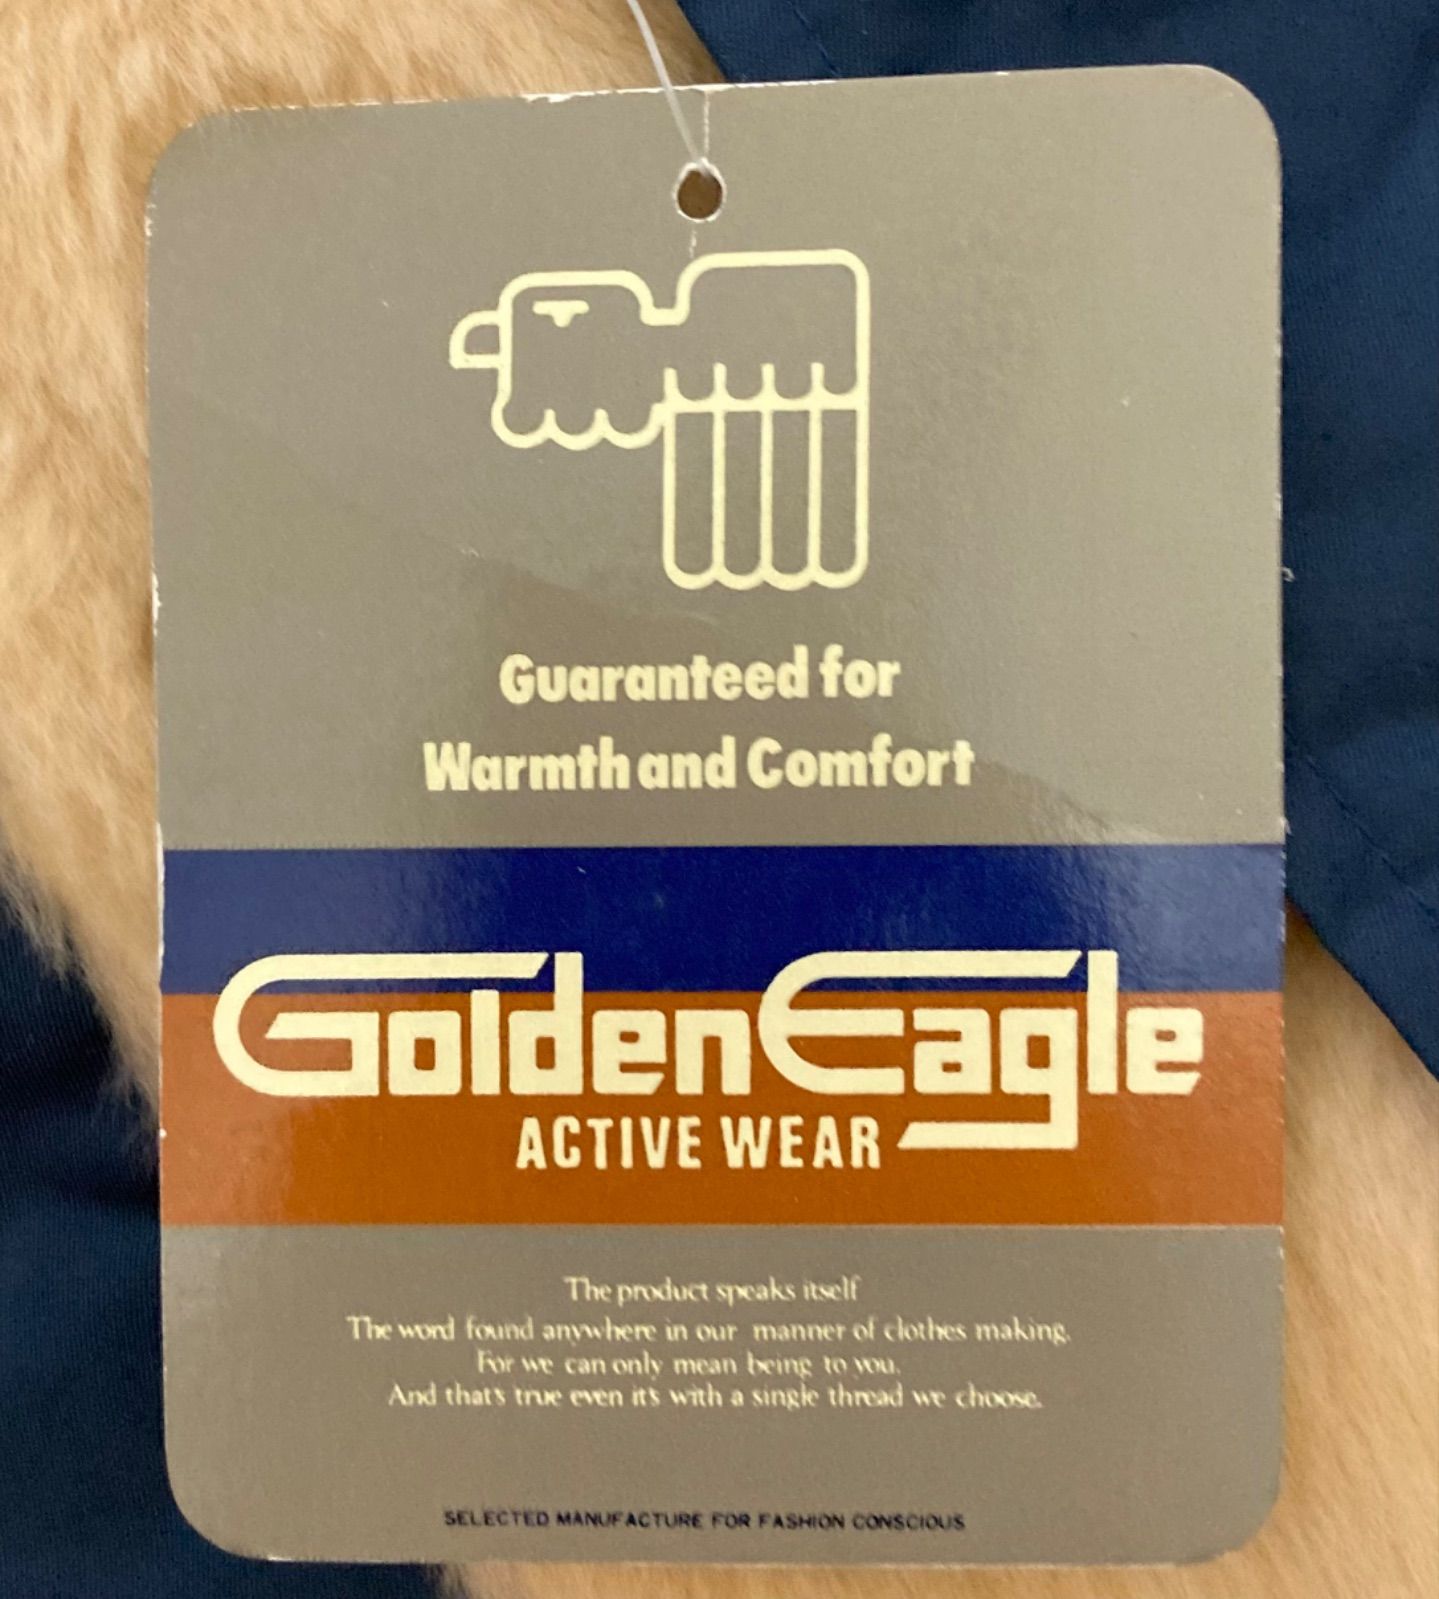 Guaranteed for
Warmth and Comfort
Golden Eagle
ACTIVE WEAR
The product speaks itself
The word found anywhere in our manner of clothes making.
For we can only mean being to you.
And that's true even it's with a single thread we choose.
SELECTED MANUFACTURE FOR FASHION CONSCIOUS